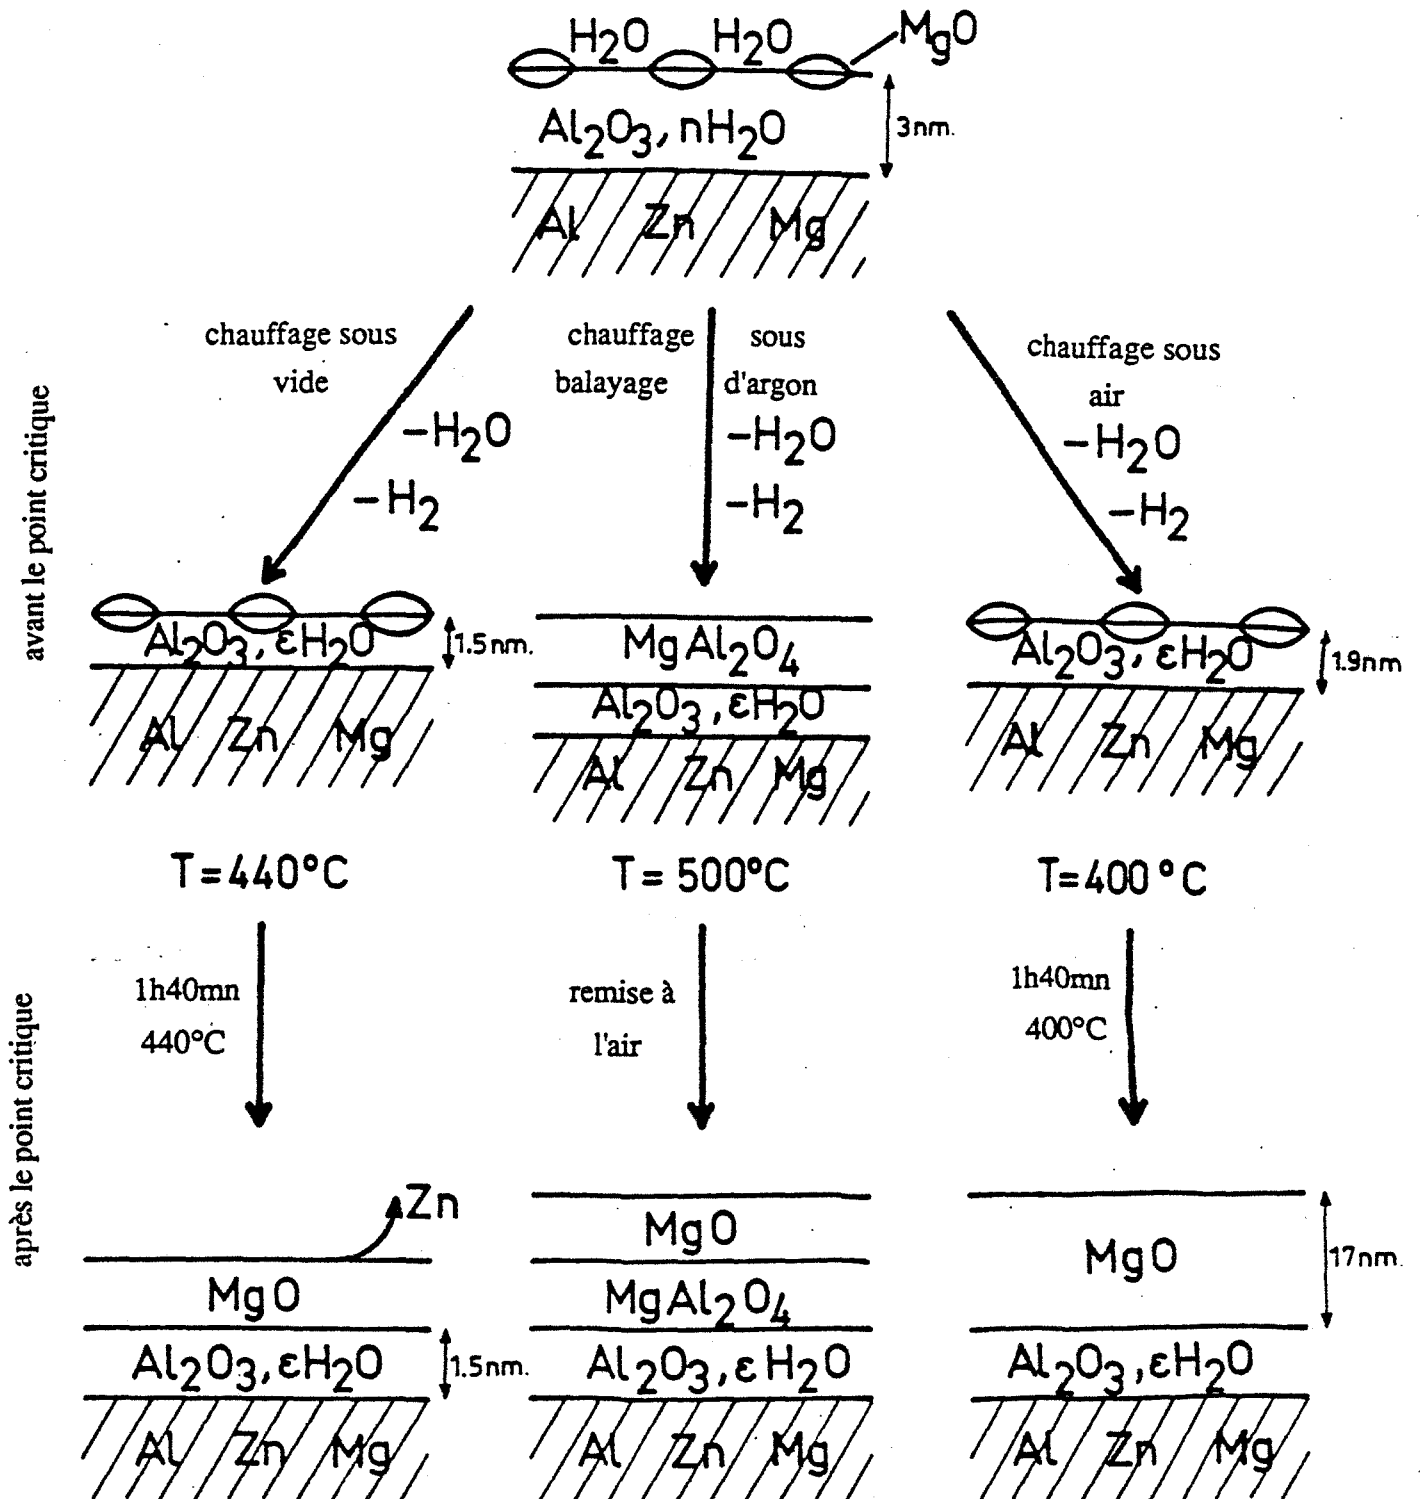 H2O H2O MgO
Al2O3, nH2O
3nm.
Al Zn Mg
chauffage sous
vide
-H2O
-H2
chauffage sous
balayage d'argon
-H2O
-H2
chauffage sous
air
-H2O
-H2
avant le point critique
Al2O3, εH2O
1.5nm.
Al Zn Mg
MgAl2O4
Al2O3, εH2O
Al Zn Mg
Al2O3, εH2O
1.9nm
Al Zn Mg
T=440°C
T= 500°C
T=400°C
1h40mn
440°C
remise à
l'air
1h40mn
400°C
après le point critique
Zn
MgO
Al2O3, εH2O
1.5nm.
Al Zn Mg
MgO
MgAl2O4
Al2O3, εH2O
Al Zn Mg
MgO
17nm.
Al2O3, εH2O
Al Zn Mg